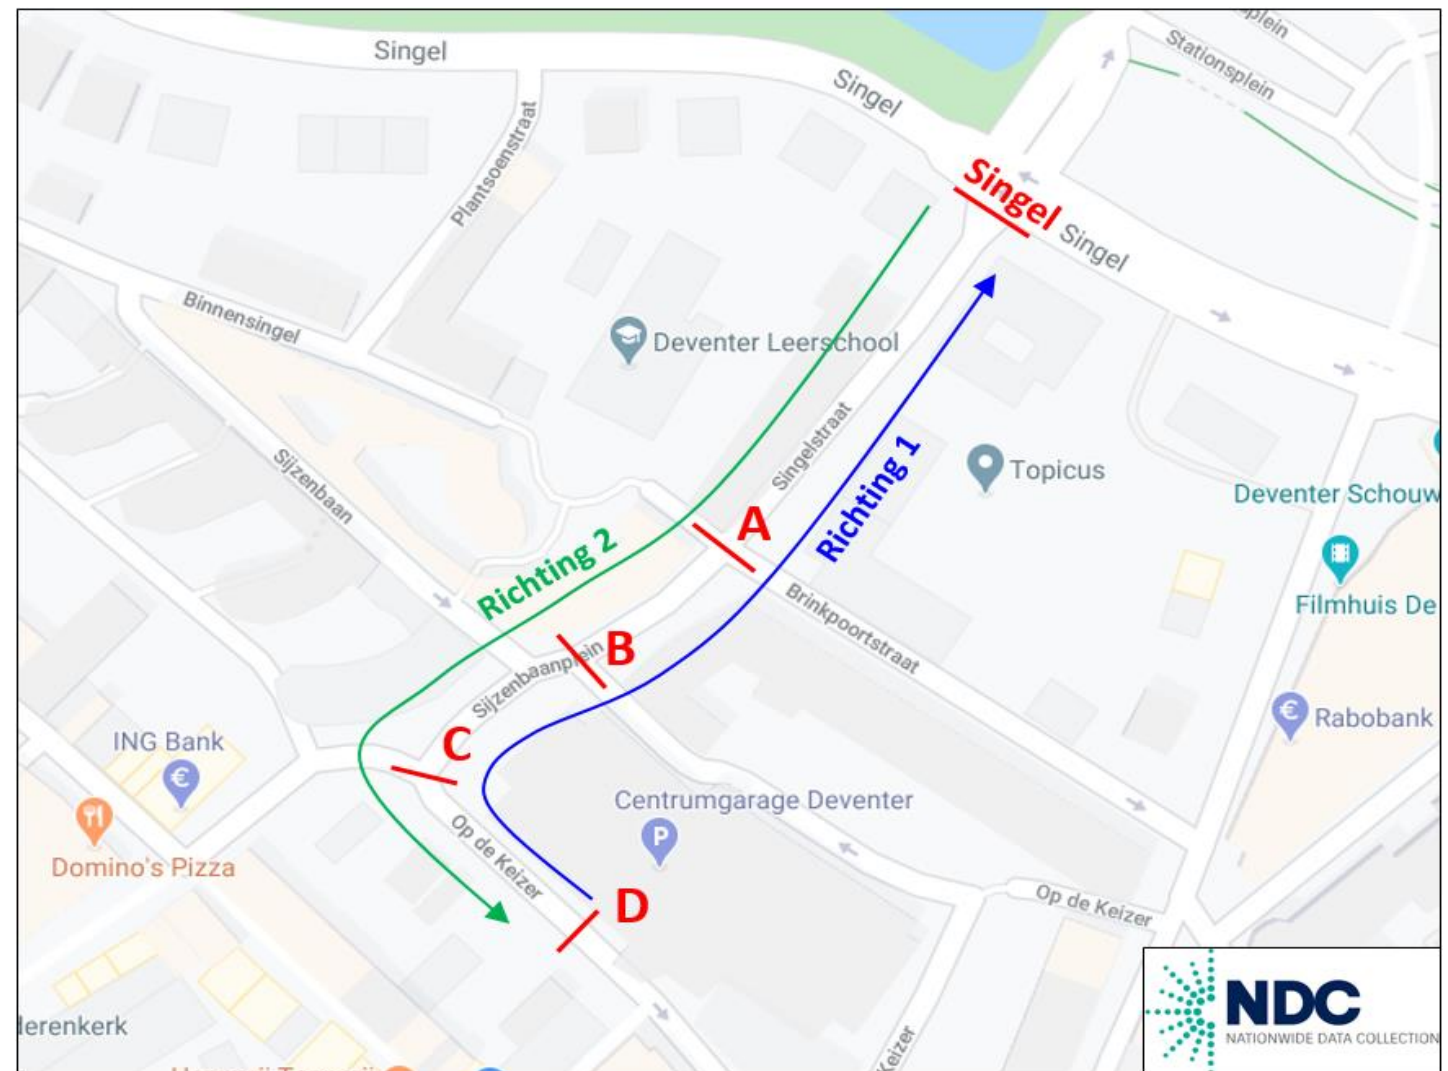 Singel
Singel
Stationsplein
Plantsoenstraat
Singel
Singel
Binnensingel
Deventer Leerschool
Singelstraat
Topicus
Richting 1
Deventer Schouw
Sijzenbaan
A
Richting 2
Filmhuis De
Brinkpoortstraat
B
Sijzenbaanplein
Rabobank
ING Bank
€
€
C
Centrumgarage Deventer
P
Op de Keizer
Domino's Pizza
D
Op de Keizer
NDC
NATIONWIDE DATA COLLECTION
derenkerk
Keizer